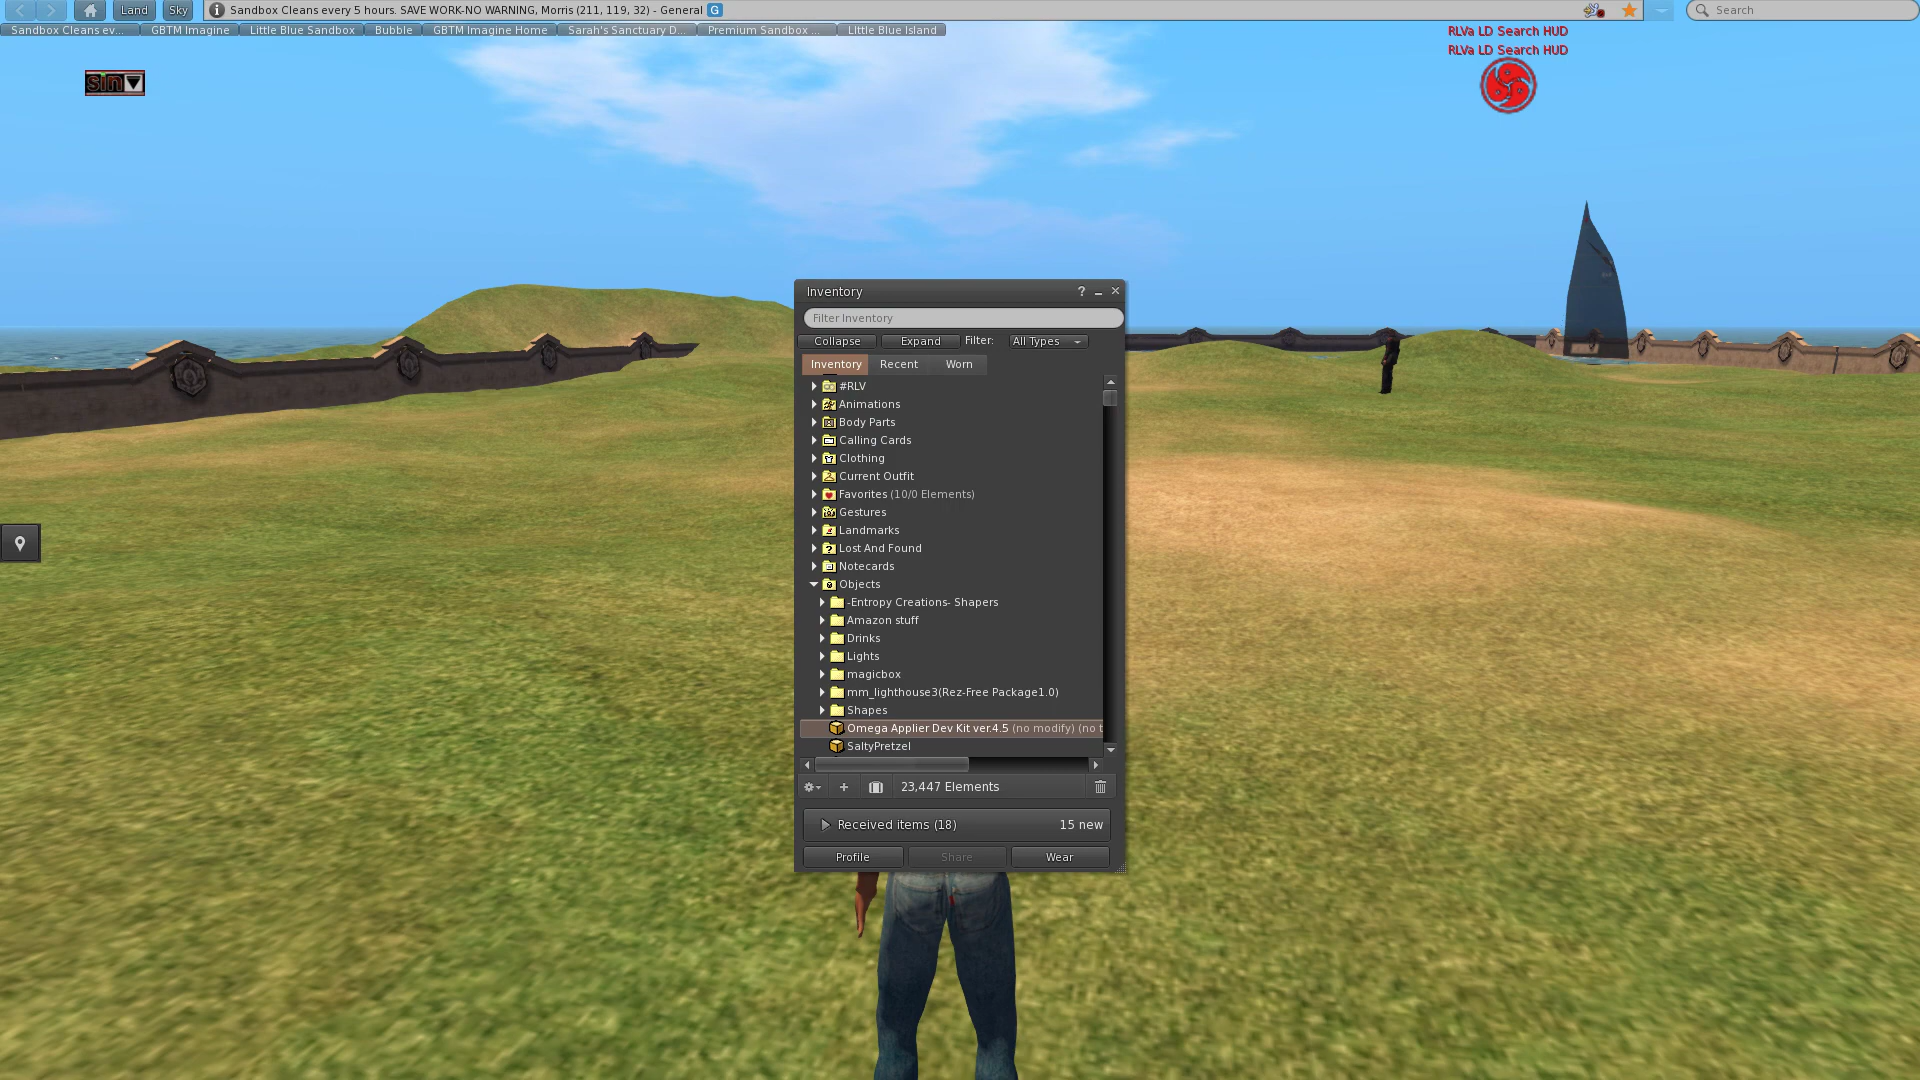 Land
Sky
Sandbox Cleans every 5 hours. SAVE WORK-NO WARNING, Morris (211, 119, 32) - General G
Search
Sandbox Cleans ev...
GBTM Imagine
Little Blue Sandbox
Bubble
GBTM Imagine Home
Sarah's Sanctuary D...
Premium Sandbox ...
LIttle Blue Island
RLVa LD Search HUD
RLVa LD Search HUD
sin
Inventory
Filter Inventory
Collapse
Expand
Filter:
All Types
Inventory
Recent
Worn
#RLV
Animations
Body Parts
Calling Cards
Clothing
Current Outfit
Favorites (10/0 Elements)
Gestures
Landmarks
Lost And Found
Notecards
Objects
-Entropy Creations- Shapers
Amazon stuff
Drinks
Lights
magicbox
mm_lighthouse3(Rez-Free Package1.0)
Shapes
Omega Applier Dev Kit ver.4.5 (no modify) (no t
SaltyPretzel
23,447 Elements
Received items (18)
15 new
Profile
Share
Wear